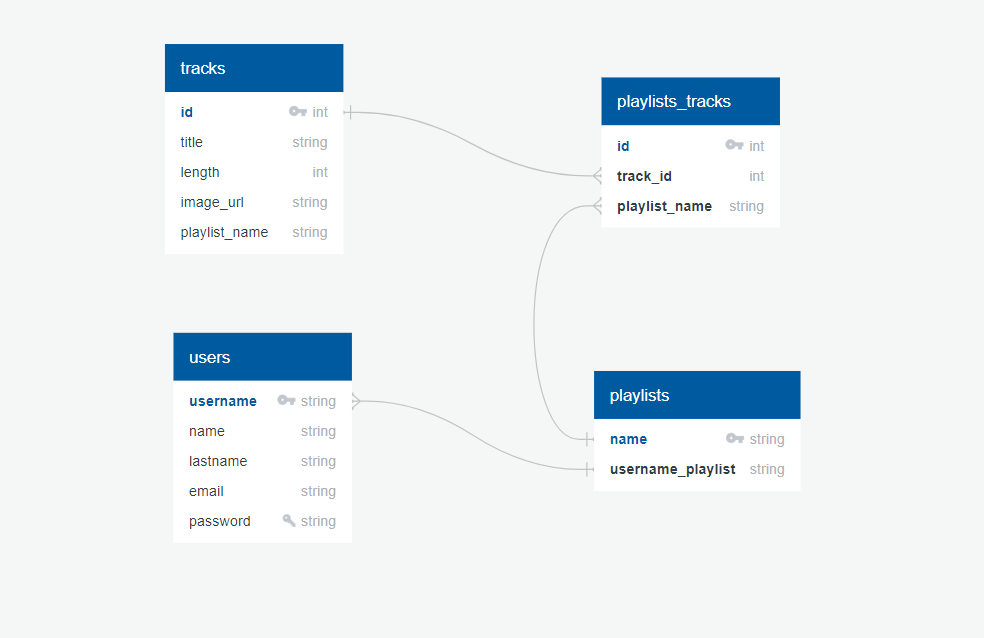 tracks
id int
title string
length int
image_url string
playlist_name string
playlists_tracks
id int
track_id int
playlist_name string
users
username string
name string
lastname string
email string
password string
playlists
name string
username_playlist string